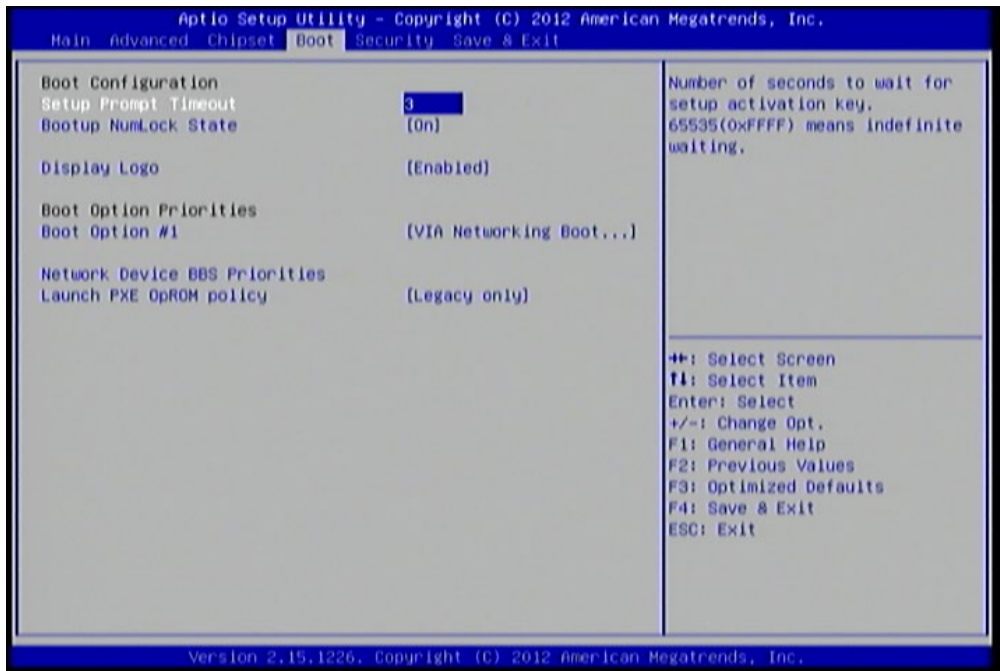 Aptio Setup Utility - Copyright (C) 2012 American Megatrends, Inc.
Main Advanced Chipset Boot Security Save & Exit
Boot Configuration
Setup Prompt Timeout 3
Bootup NumLock State [On]
Display Logo [Enabled]
Boot Option Priorities
Boot Option #1 [VIA Networking Boot...]
Network Device BBS Priorities
Launch PXE OpROM policy [Legacy only]
Number of seconds to wait for
setup activation key.
65535(0xFFFF) means indefinite
waiting.
→←: Select Screen
↑↓: Select Item
Enter: Select
+/-: Change Opt.
F1: General Help
F2: Previous Values
F3: Optimized Defaults
F4: Save & Exit
ESC: Exit
Version 2.15.1226. Copyright (C) 2012 American Megatrends, Inc.